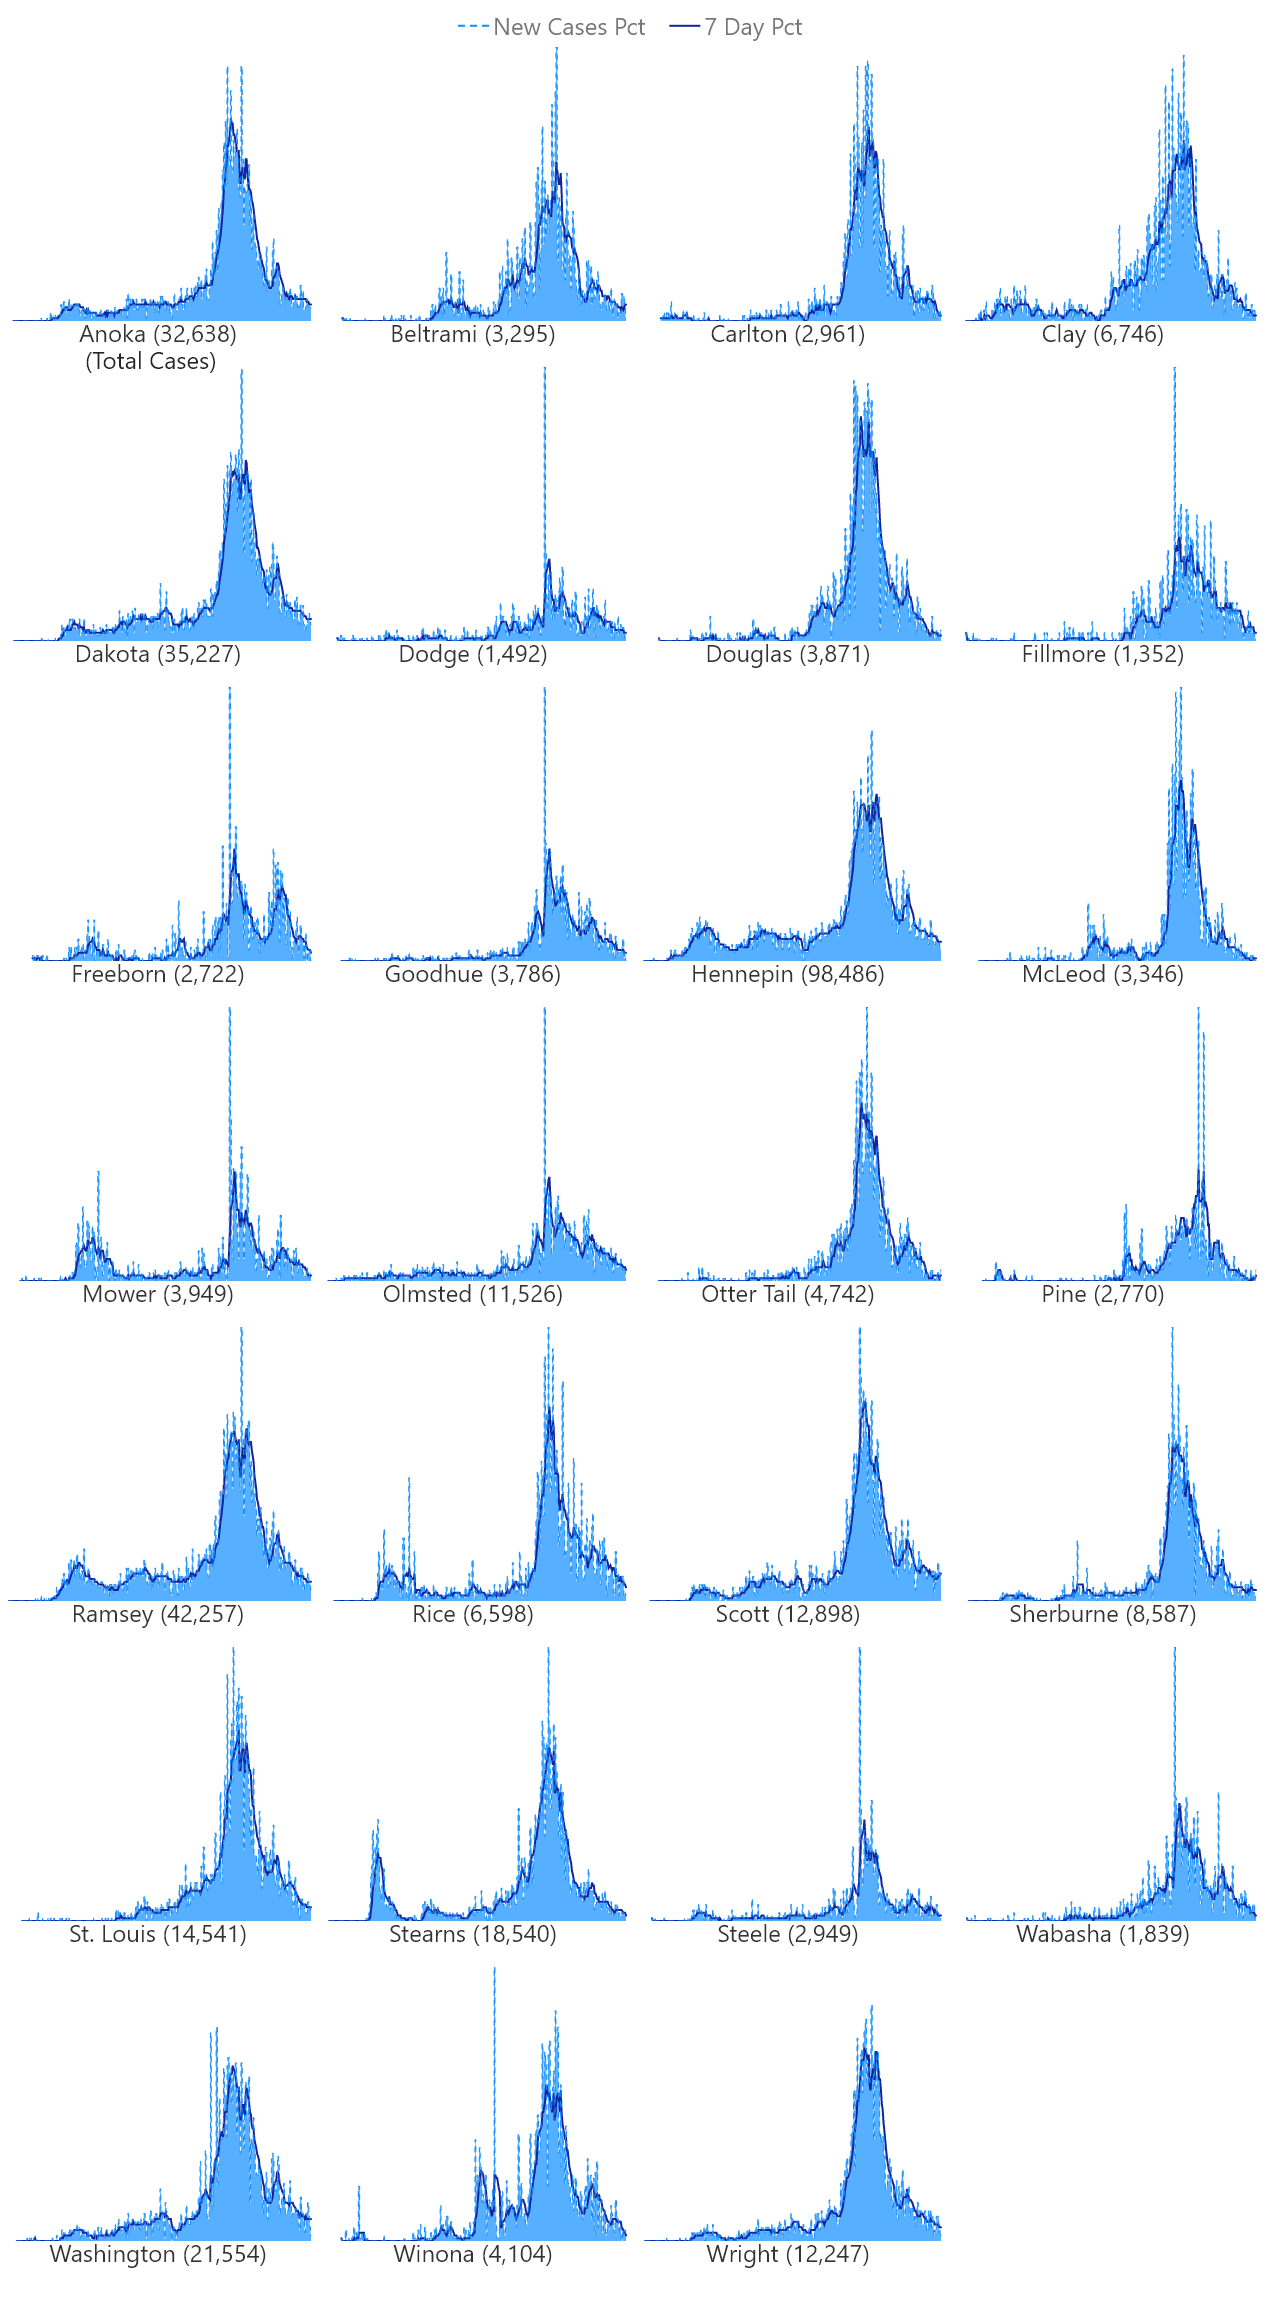 New Cases Pct 7 Day Pct
Anoka (32,638) Beltrami (3,295) Carlton (2,961) Clay (6,746)
(Total Cases)
Dakota (35,227) Dodge (1,492) Douglas (3,871) Fillmore (1,352)
Freeborn (2,722) Goodhue (3,786) Hennepin (98,486) McLeod (3,346)
Mower (3,949) Olmsted (11,526) Otter Tail (4,742) Pine (2,770)
Ramsey (42,257) Rice (6,598) Scott (12,898) Sherburne (8,587)
St. Louis (14,541) Stearns (18,540) Steele (2,949) Wabasha (1,839)
Washington (21,554) Winona (4,104) Wright (12,247)